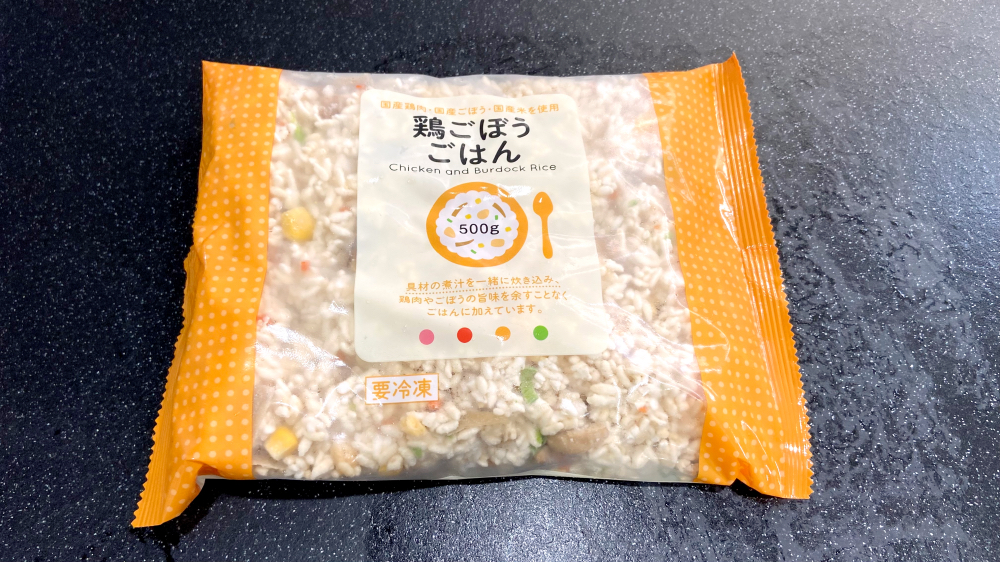 国産鶏肉・国産ごぼう・国産米を使用
鶏ごぼう
ごはん
Chicken and Burdock Rice
500g
具材の煮汁を一緒に炊き込み、
鶏肉やごぼうの旨味を余すことなく
ごはんに加えています。
要冷凍